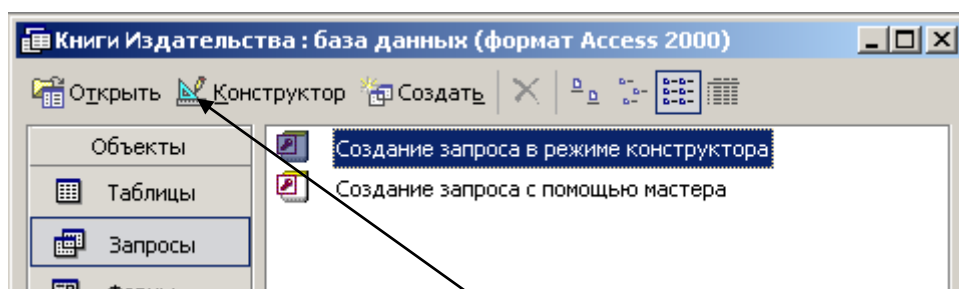 Книги Издательства : база данных (формат Access 2000)
Открыть Конструктор Создать
Объекты
Создание запроса в режиме конструктора
Таблицы
Создание запроса с помощью мастера
Запросы